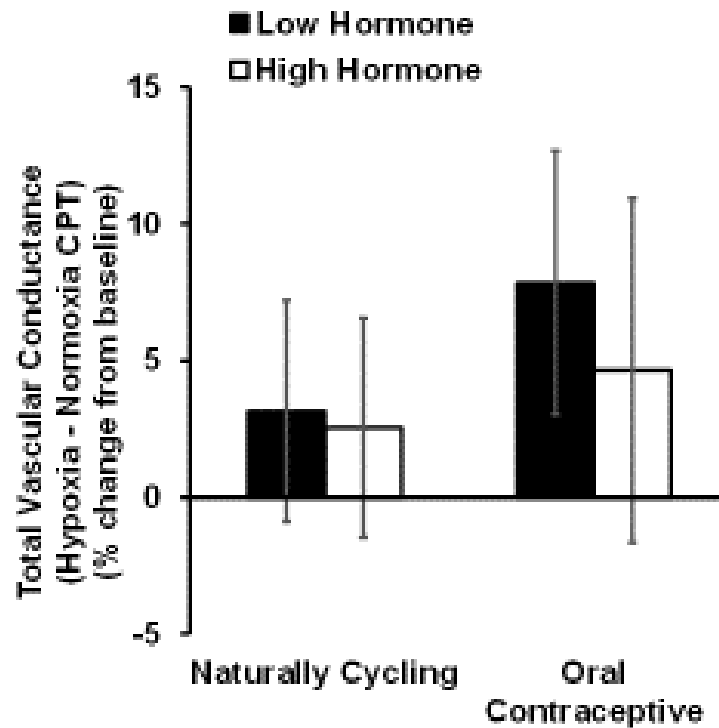 Low Hormone
High Hormone
15
10
5
0
-5
Total Vascular Conductance
(Hypoxia - Normoxia CPT)
(% change from baseline)
Naturally Cycling
Oral
Contraceptive